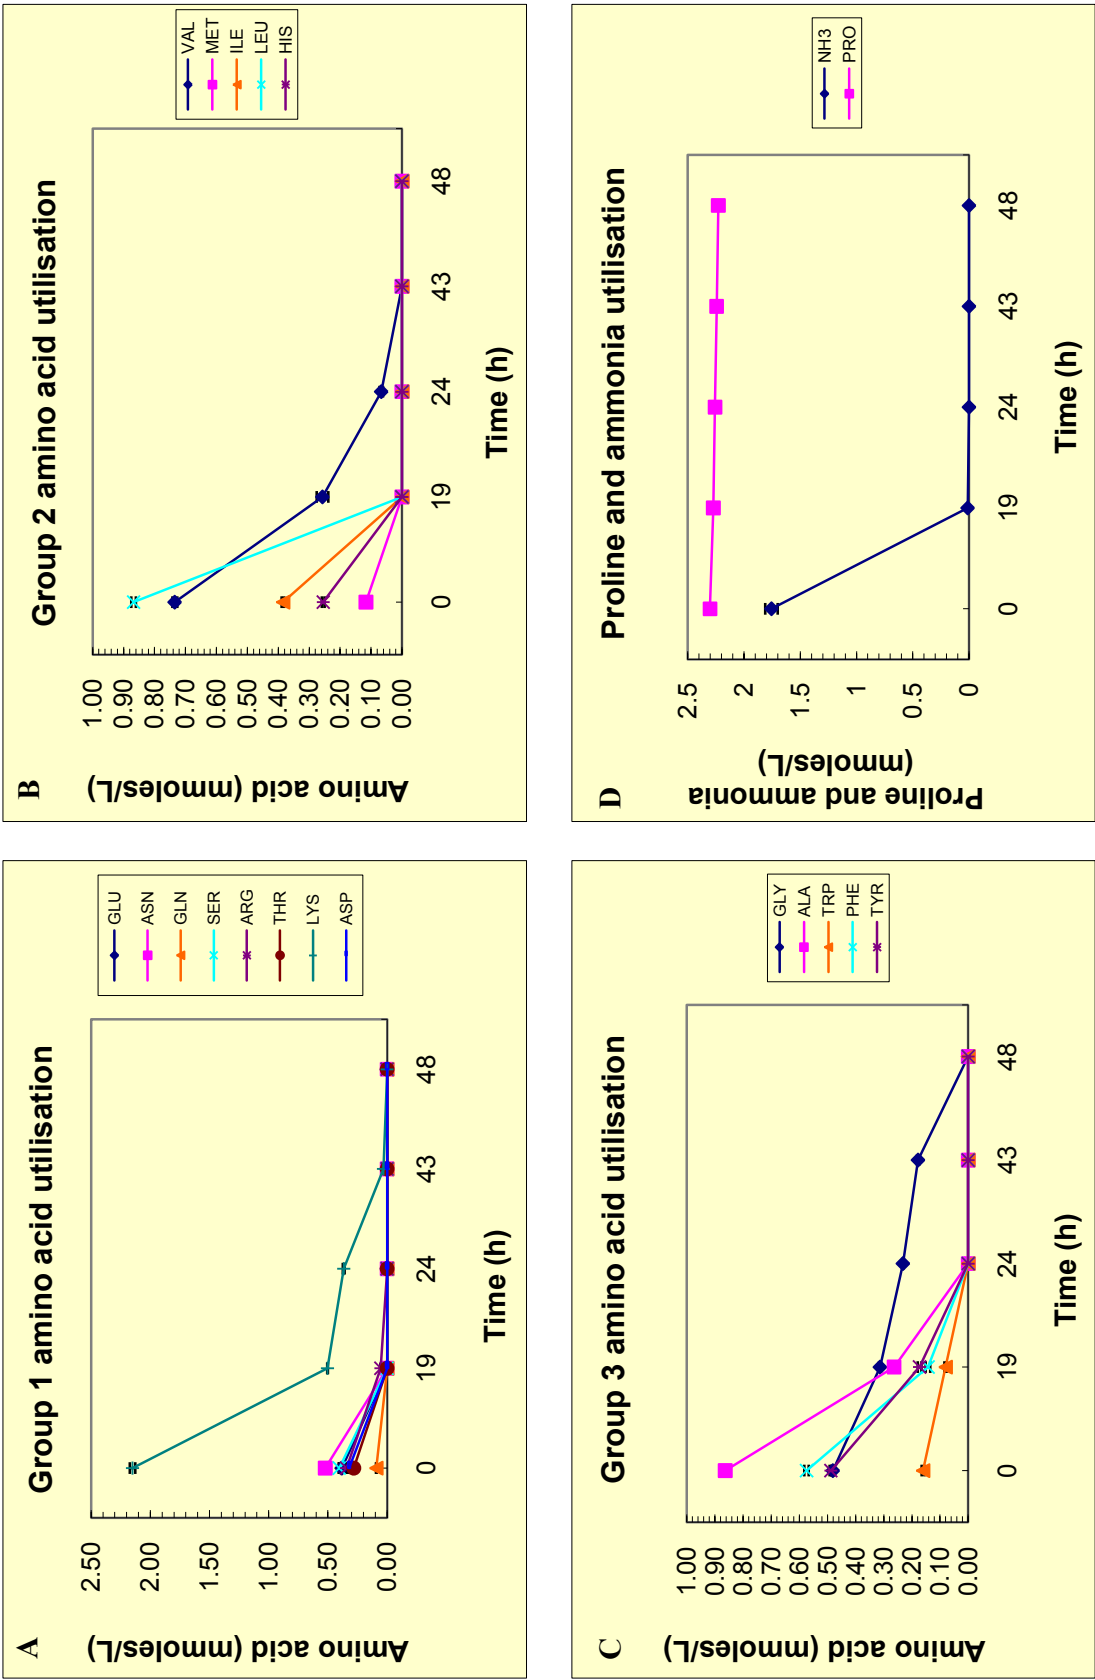 A
Group 1 amino acid utilisation
Amino acid (mmoles/L)
2.50
2.00
1.50
1.00
0.50
0.00
0 19 24 43 48
Time (h)
GLU
ASN
GLN
SER
ARG
THR
LYS
ASP
B
Group 2 amino acid utilisation
Amino acid (mmoles/L)
1.00
0.90
0.80
0.70
0.60
0.50
0.40
0.30
0.20
0.10
0.00
0 19 24 43 48
Time (h)
VAL
MET
ILE
LEU
HIS
C
Group 3 amino acid utilisation
Amino acid (mmoles/L)
1.00
0.90
0.80
0.70
0.60
0.50
0.40
0.30
0.20
0.10
0.00
0 19 24 43 48
Time (h)
GLY
ALA
TRP
PHE
TYR
D
Proline and ammonia utilisation
Proline and ammonia
(mmoles/L)
2.5
2
1.5
1
0.5
0
0 19 24 43 48
Time (h)
NH3
PRO